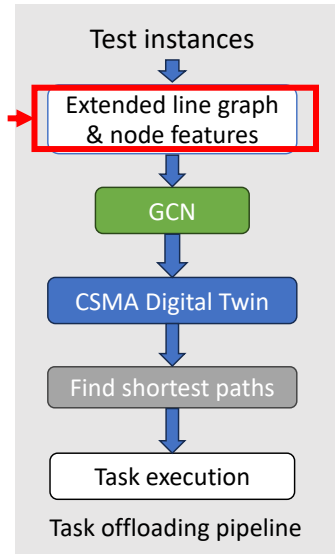 Test instances
Extended line graph
& node features
GCN
CSMA Digital Twin
Find shortest paths
Task execution
Task offloading pipeline